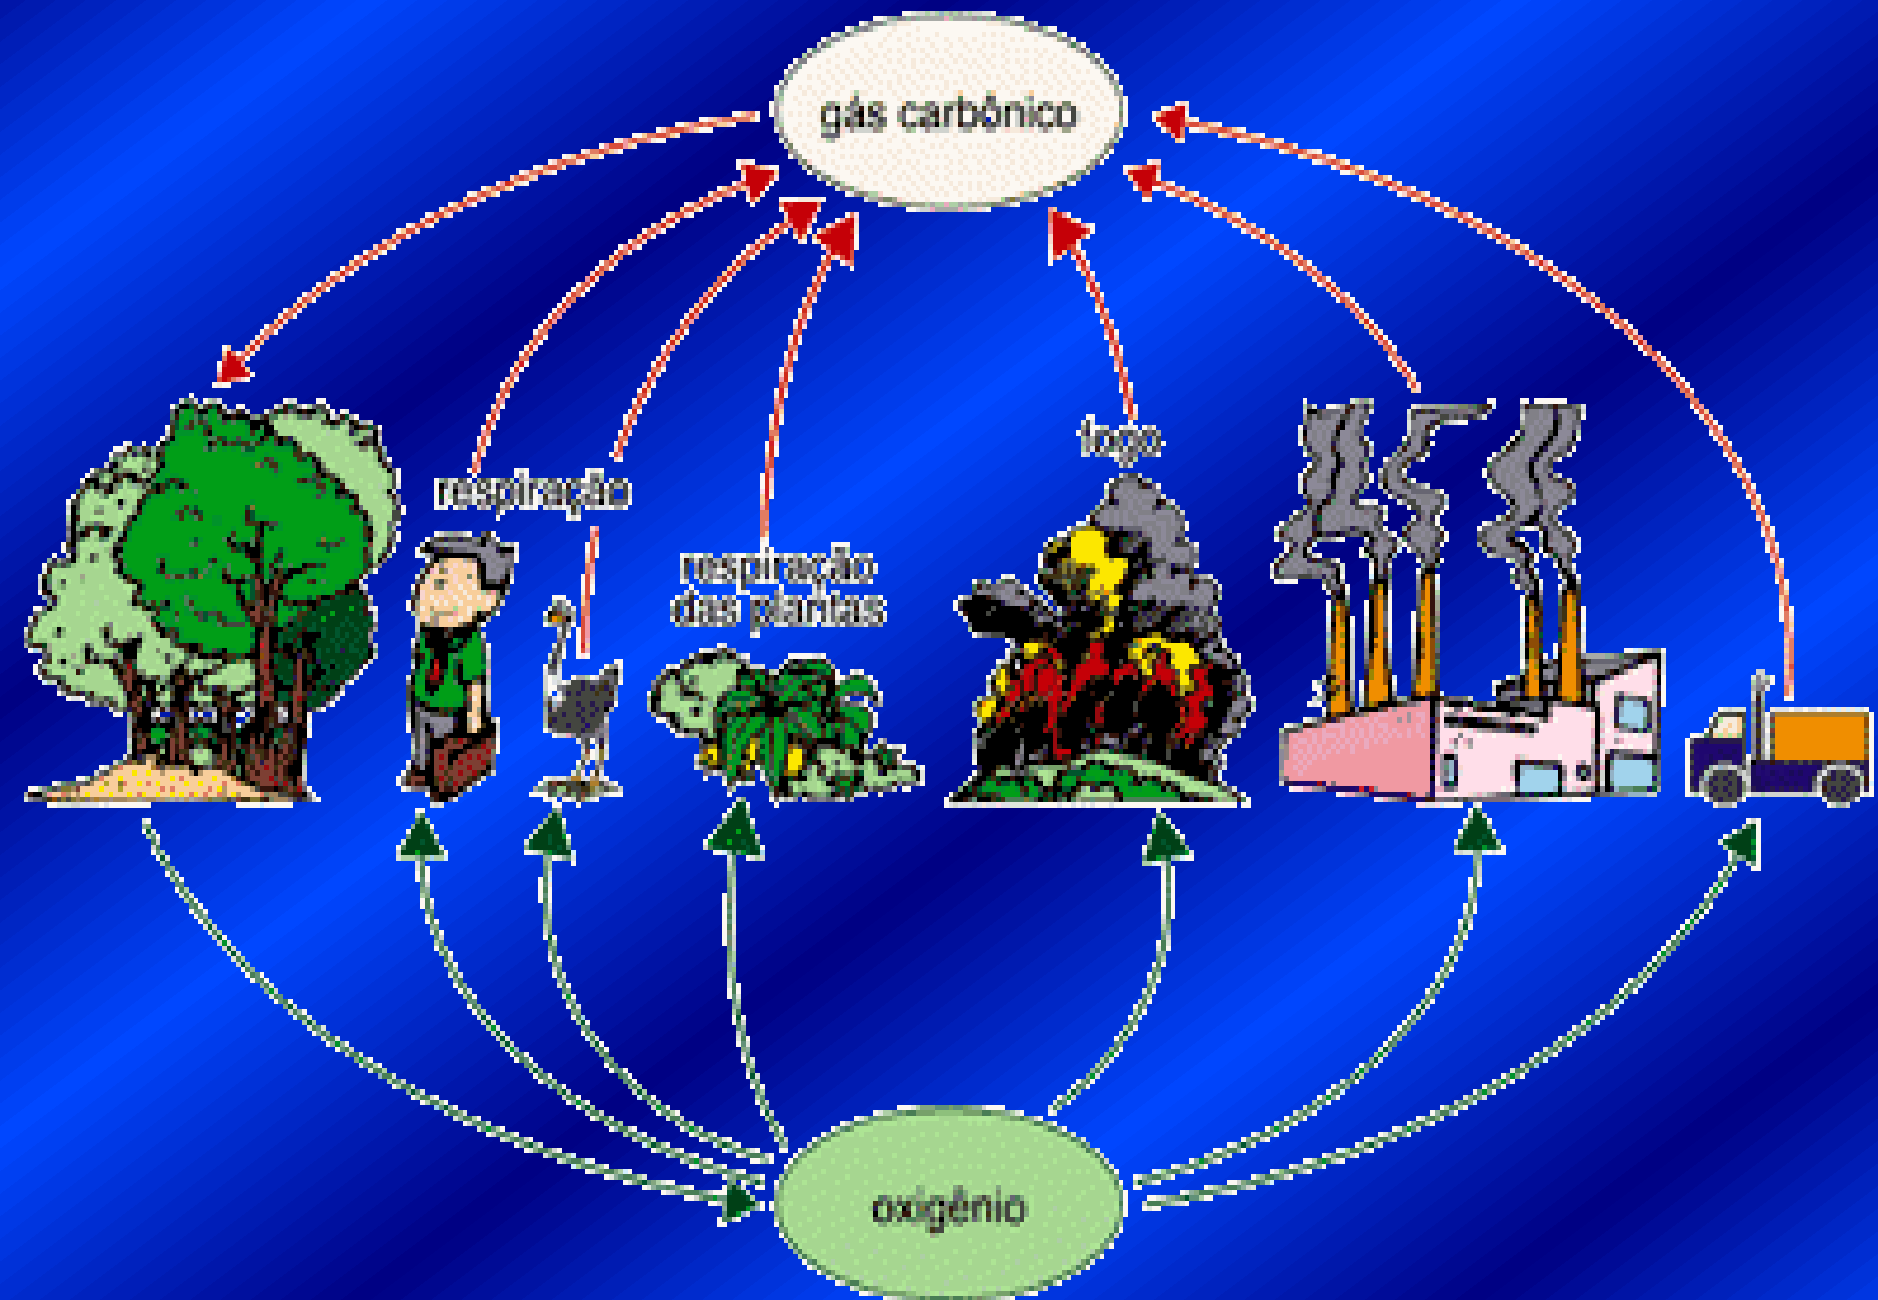 gás carbônico
fogo
respiração
respiração
das plantas
oxigênio